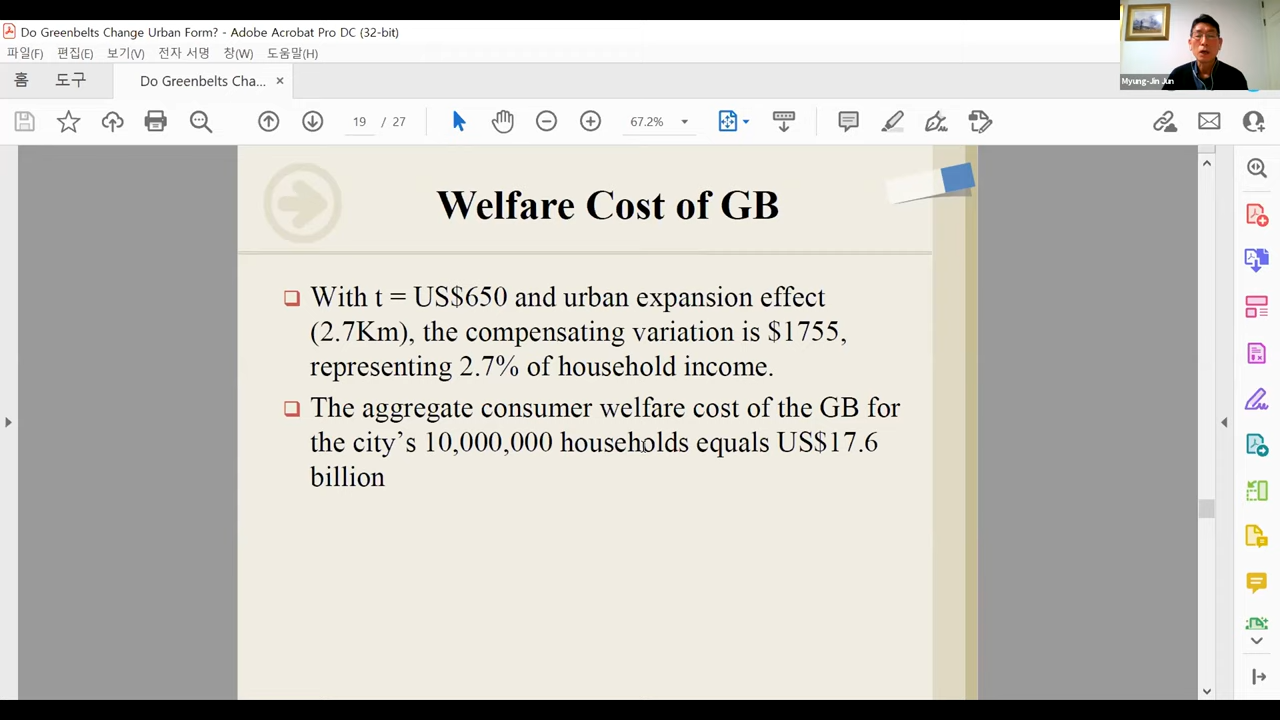 Do Greenbelts Change Urban Form? - Adobe Acrobat Pro DC (32-bit)
파일(F) 편집(E) 보기(V) 전자 서명 창(W) 도움말(H)
홈 도구 Do Greenbelts Cha... ×
19 / 27 67.2%
Myung-Jin Jun
Welfare Cost of GB
With t = US$650 and urban expansion effect
(2.7Km), the compensating variation is $1755,
representing 2.7% of household income.
The aggregate consumer welfare cost of the GB for
the city's 10,000,000 households equals US$17.6
billion